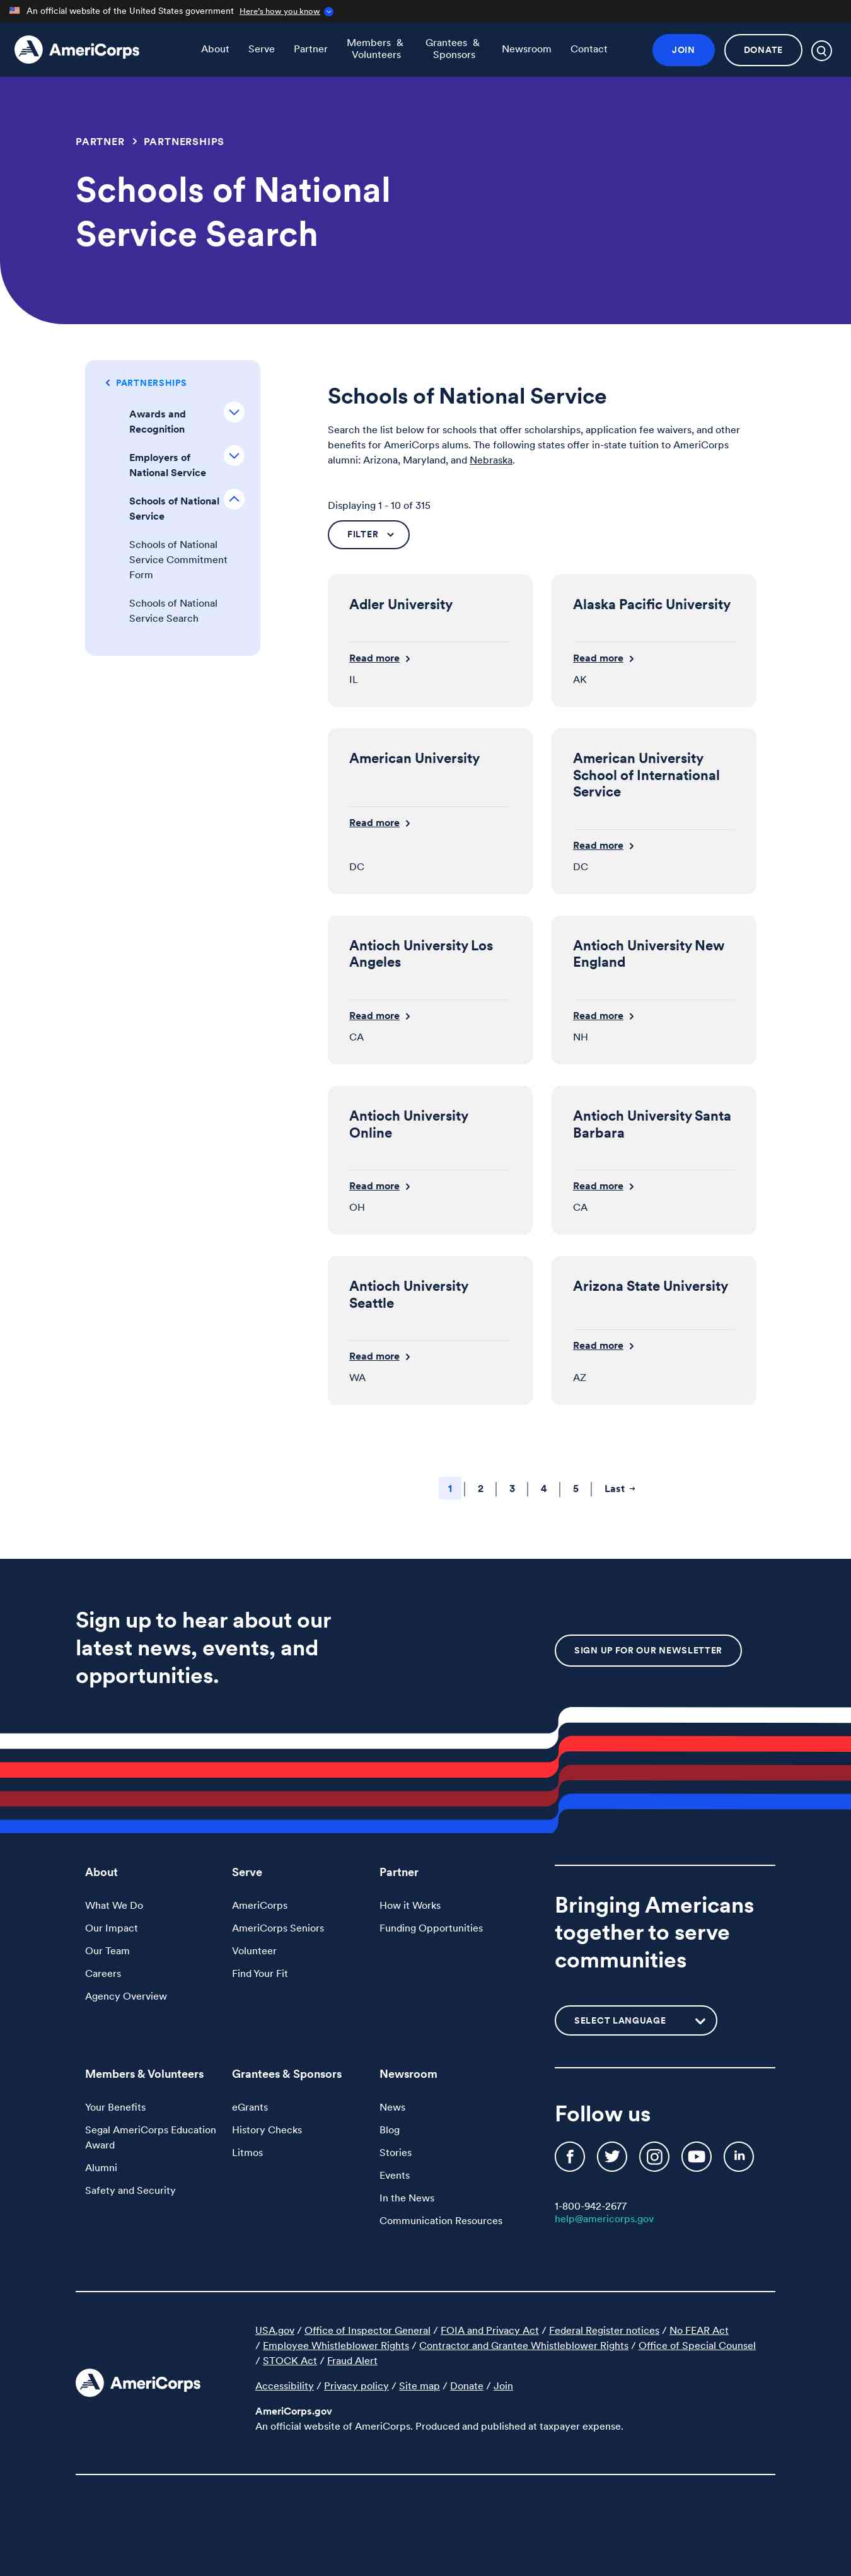 An official website of the United States government Here's how you know
AmeriCorps
About Serve Partner Members & Volunteers Grantees & Sponsors Newsroom Contact JOIN DONATE
PARTNER > PARTNERSHIPS
Schools of National
Service Search
PARTNERSHIPS
Awards and
Recognition
Employers of
National Service
Schools of National
Service
Schools of National
Service Commitment
Form
Schools of National
Service Search
Schools of National Service
Search the list below for schools that offer scholarships, application fee waivers, and other
benefits for AmeriCorps alums. The following states offer in-state tuition to AmeriCorps
alumni: Arizona, Maryland, and Nebraska.
Displaying 1 - 10 of 315
FILTER
Adler University
Read more
IL
Alaska Pacific University
Read more
AK
American University
Read more
DC
American University
School of International
Service
Read more
DC
Antioch University Los
Angeles
Read more
CA
Antioch University New
England
Read more
NH
Antioch University
Online
Read more
OH
Antioch University Santa
Barbara
Read more
CA
Antioch University
Seattle
Read more
WA
Arizona State University
Read more
AZ
1 | 2 | 3 | 4 | 5 | Last →
Sign up to hear about our
latest news, events, and
opportunities.
SIGN UP FOR OUR NEWSLETTER
About
What We Do
Our Impact
Our Team
Careers
Agency Overview
Serve
AmeriCorps
AmeriCorps Seniors
Volunteer
Find Your Fit
Partner
How it Works
Funding Opportunities
Bringing Americans
together to serve
communities
SELECT LANGUAGE
Members & Volunteers
Your Benefits
Segal AmeriCorps Education
Award
Alumni
Safety and Security
Grantees & Sponsors
eGrants
History Checks
Litmos
Newsroom
News
Blog
Stories
Events
In the News
Communication Resources
Follow us
1-800-942-2677
help@americorps.gov
AmeriCorps
USA.gov / Office of Inspector General / FOIA and Privacy Act / Federal Register notices / No FEAR Act
/ Employee Whistleblower Rights / Contractor and Grantee Whistleblower Rights / Office of Special Counsel
/ STOCK Act / Fraud Alert
Accessibility / Privacy policy / Site map / Donate / Join
AmeriCorps.gov
An official website of AmeriCorps. Produced and published at taxpayer expense.